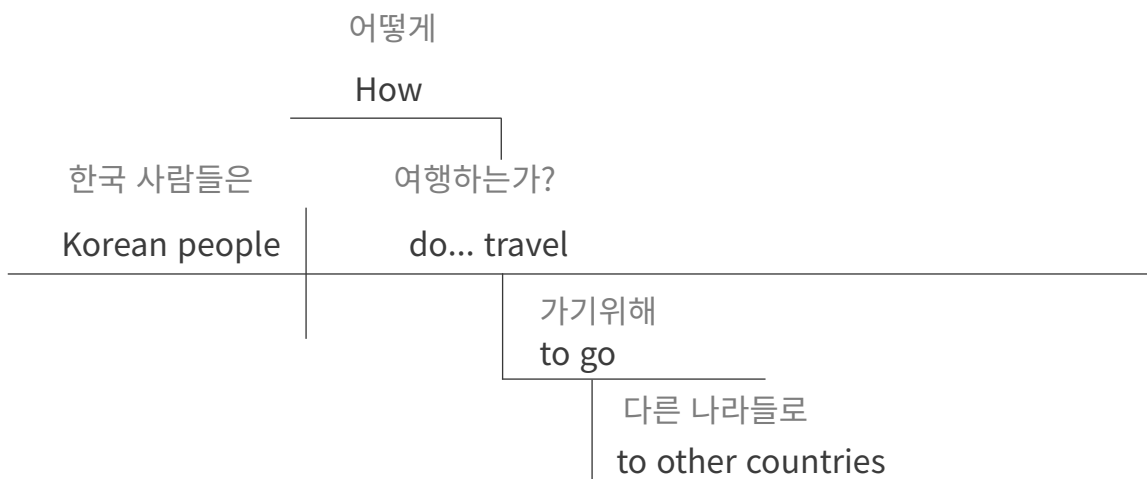 어떻게
How
한국 사람들은 여행하는가?
Korean people do... travel
가기위해
to go
다른 나라들로
to other countries